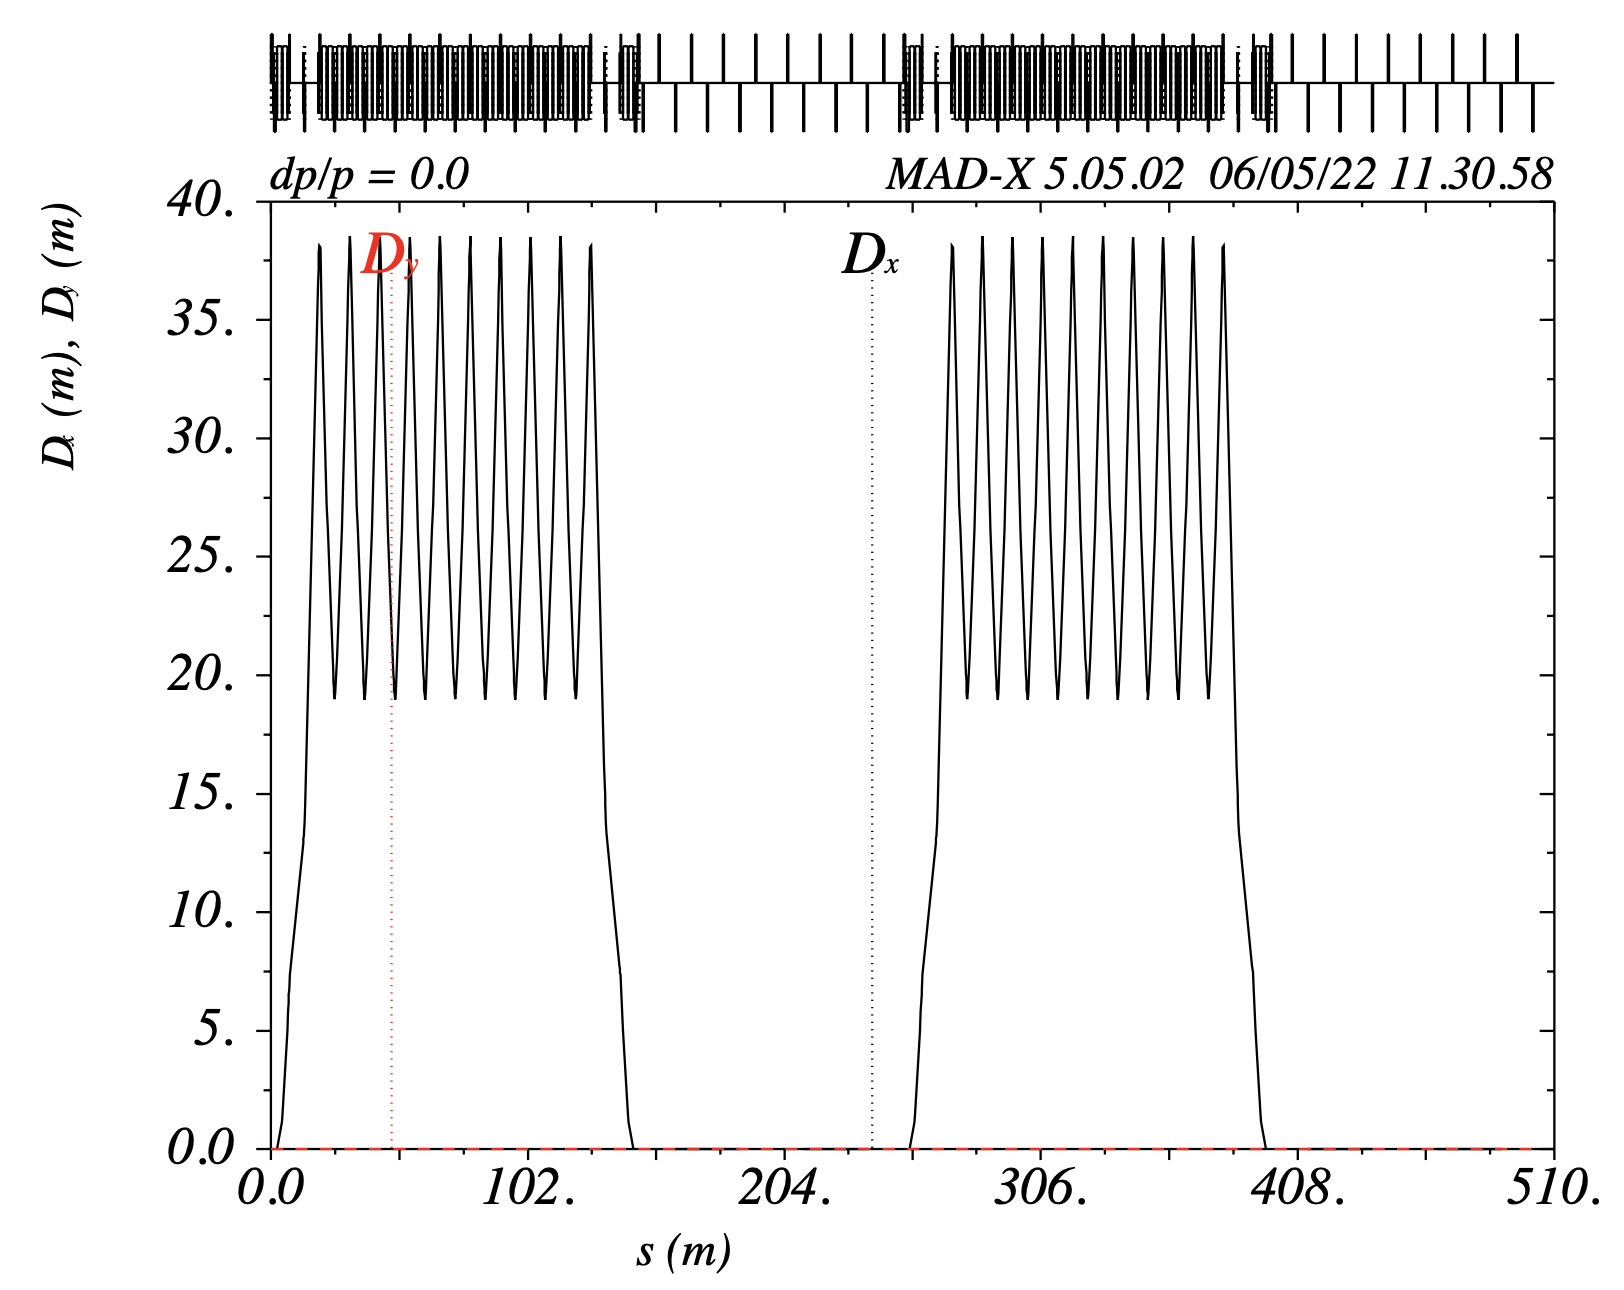 dp/p = 0.0 MAD-X 5.05.02 06/05/22 11.30.58
Dx (m), Dy (m)
40.
Dy Dx
35.
30.
25.
20.
15.
10.
5.
0.0
0.0 102. 204. 306. 408. 510.
s (m)